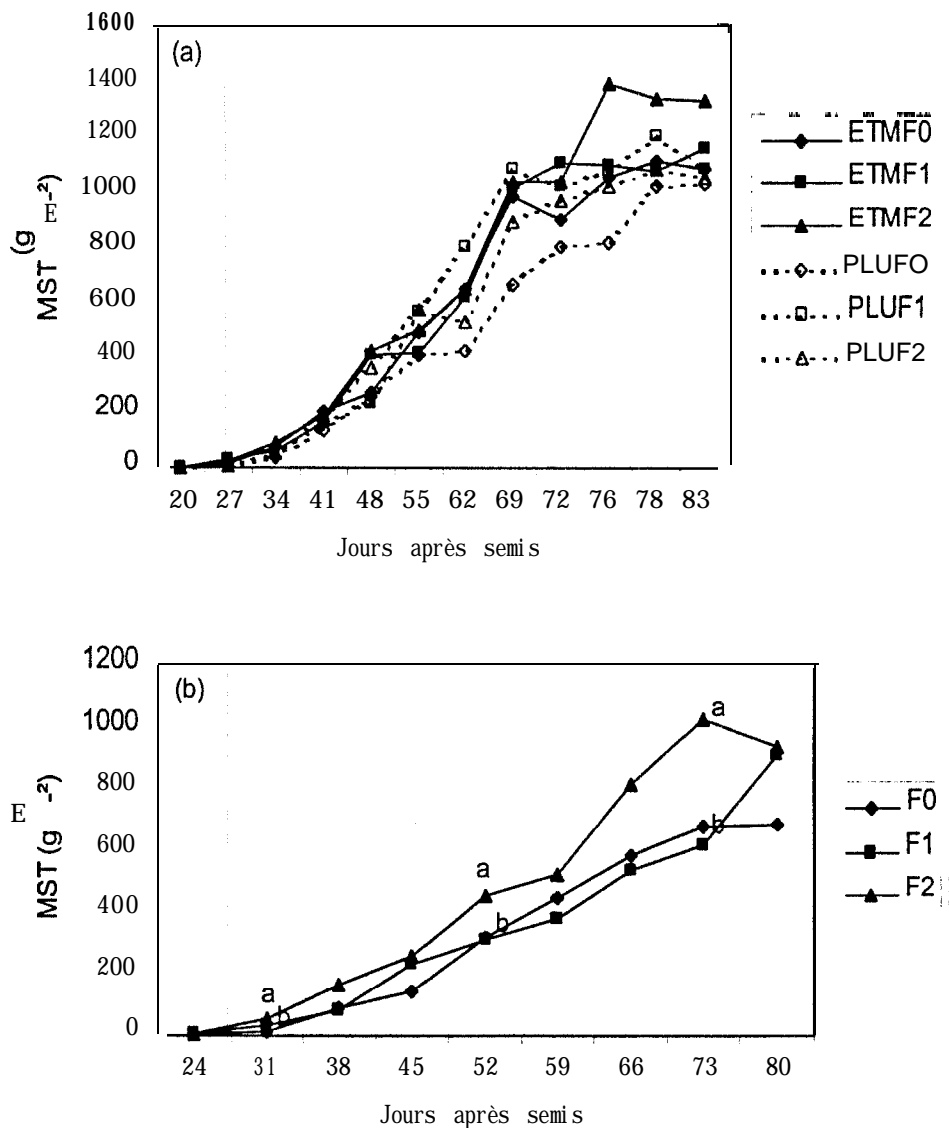 (a)
MST (g E-²)
1600
1400
1200
1000
800
600
400
200
0
20 27 34 41 48 55 62 69 72 76 78 83
Jours après semis
ETMF0
ETMF1
ETMF2
PLUFO
PLUF1
PLUF2
(b)
E
MST (g -²)
1200
1000
800
600
400
200
0
a
b
a
b
a
b
24 31 38 45 52 59 66 73 80
Jours après semis
F0
F1
F2